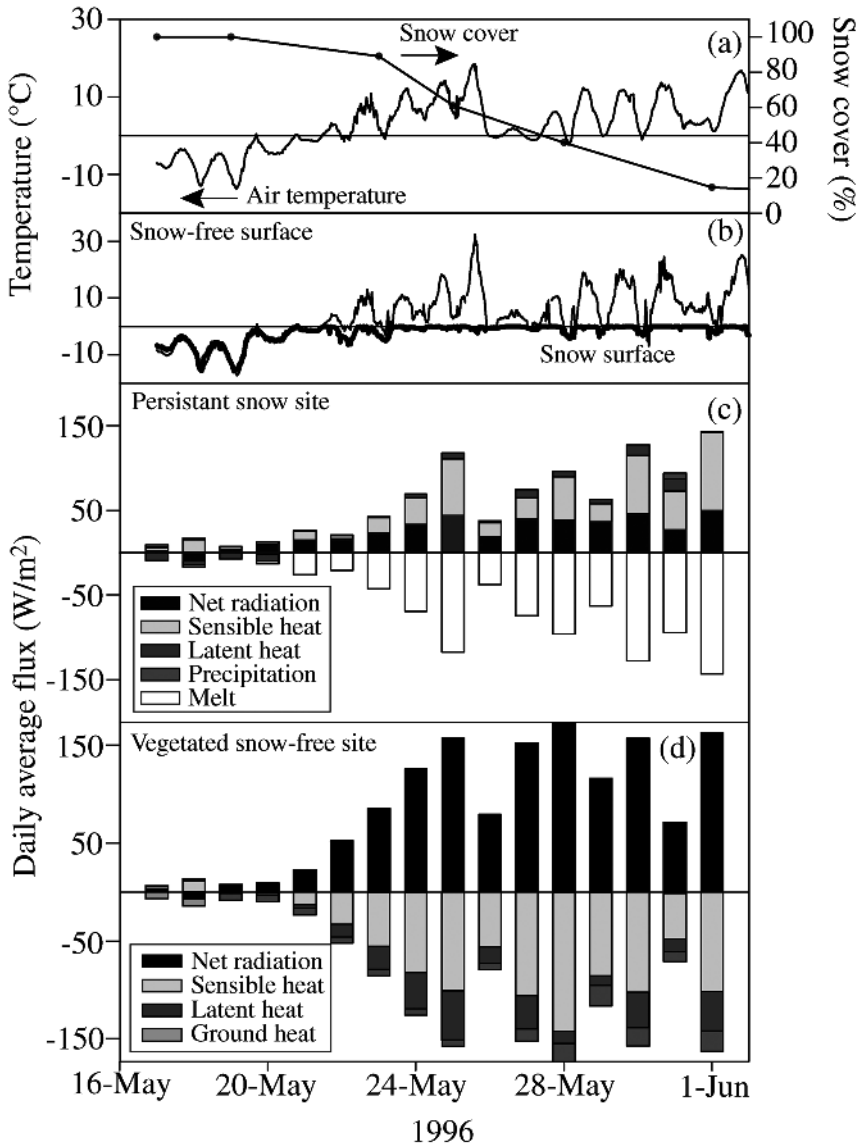 Temperature (°C)
30
10
-10
Snow cover
(a)
Air temperature
100
80
60
40
20
0
Snow cover (%)
30
10
-10
Snow-free surface
(b)
Snow surface
Daily average flux (W/m²)
150
50
-50
-150
Persistant snow site
(c)
Net radiation
Sensible heat
Latent heat
Precipitation
Melt
150
50
-50
-150
Vegetated snow-free site
(d)
Net radiation
Sensible heat
Latent heat
Ground heat
16-May
20-May
24-May
28-May
1-Jun
1996